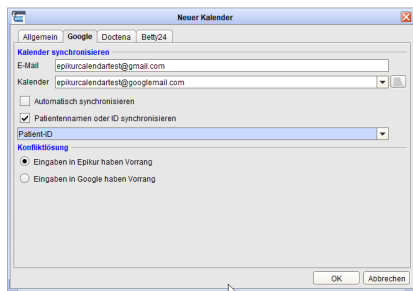 Neuer Kalender
Allgemein Google Doctena Betty24
Kalender synchronisieren
E-Mail epikurcalendartest@gmail.com
Kalender epikurcalendartest@googlemail.com
Automatisch synchronisieren
Patientennamen oder ID synchronisieren
Patient-ID
Konfliktlösung
Eingaben in Epikur haben Vorrang
Eingaben in Google haben Vorrang
OK Abbrechen